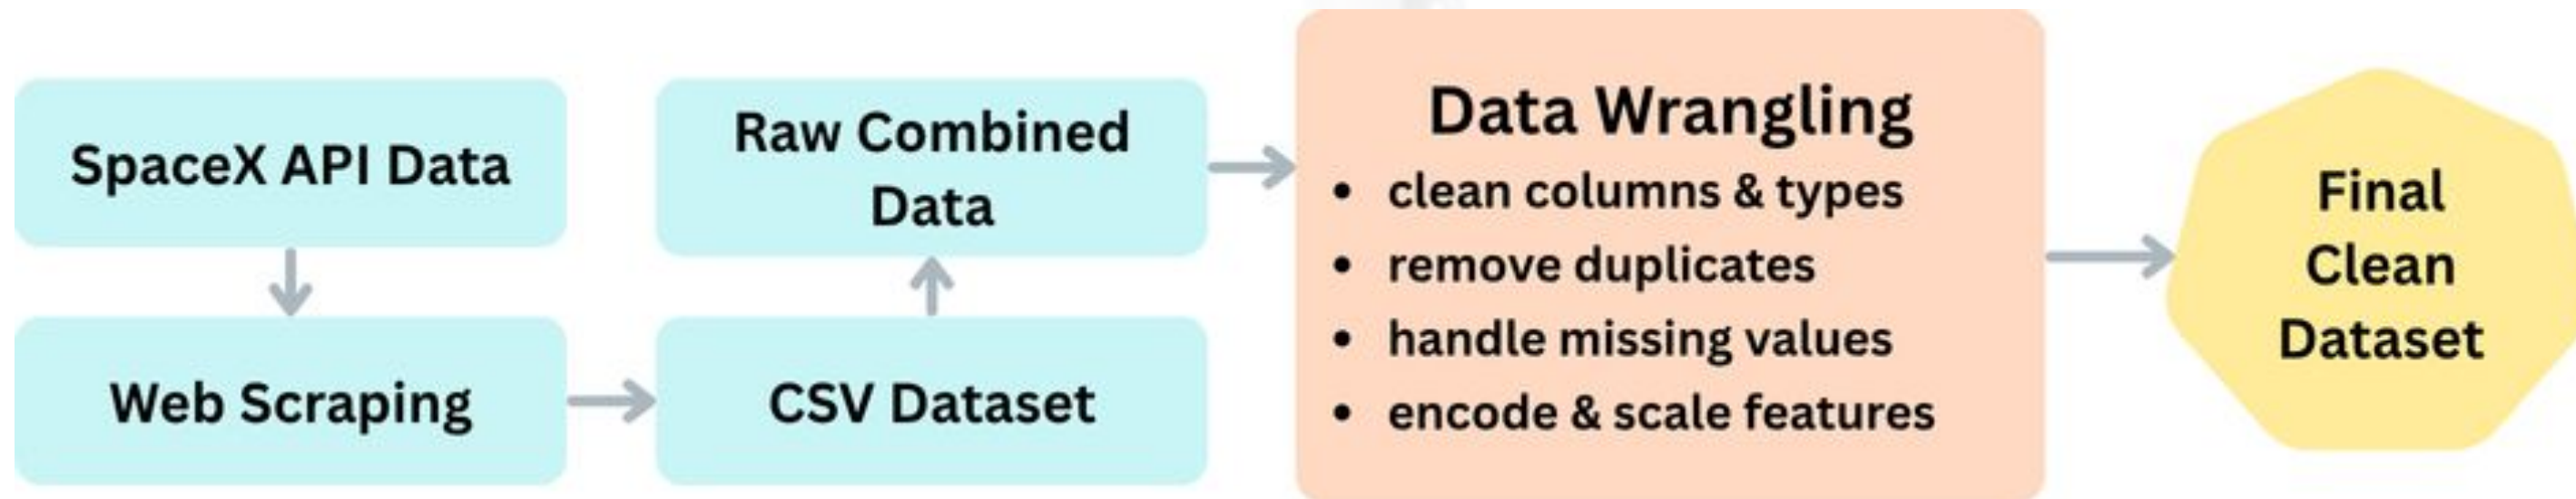 SpaceX API Data
Web Scraping
CSV Dataset
Raw Combined
Data
Data Wrangling
• clean columns & types
• remove duplicates
• handle missing values
• encode & scale features
Final
Clean
Dataset